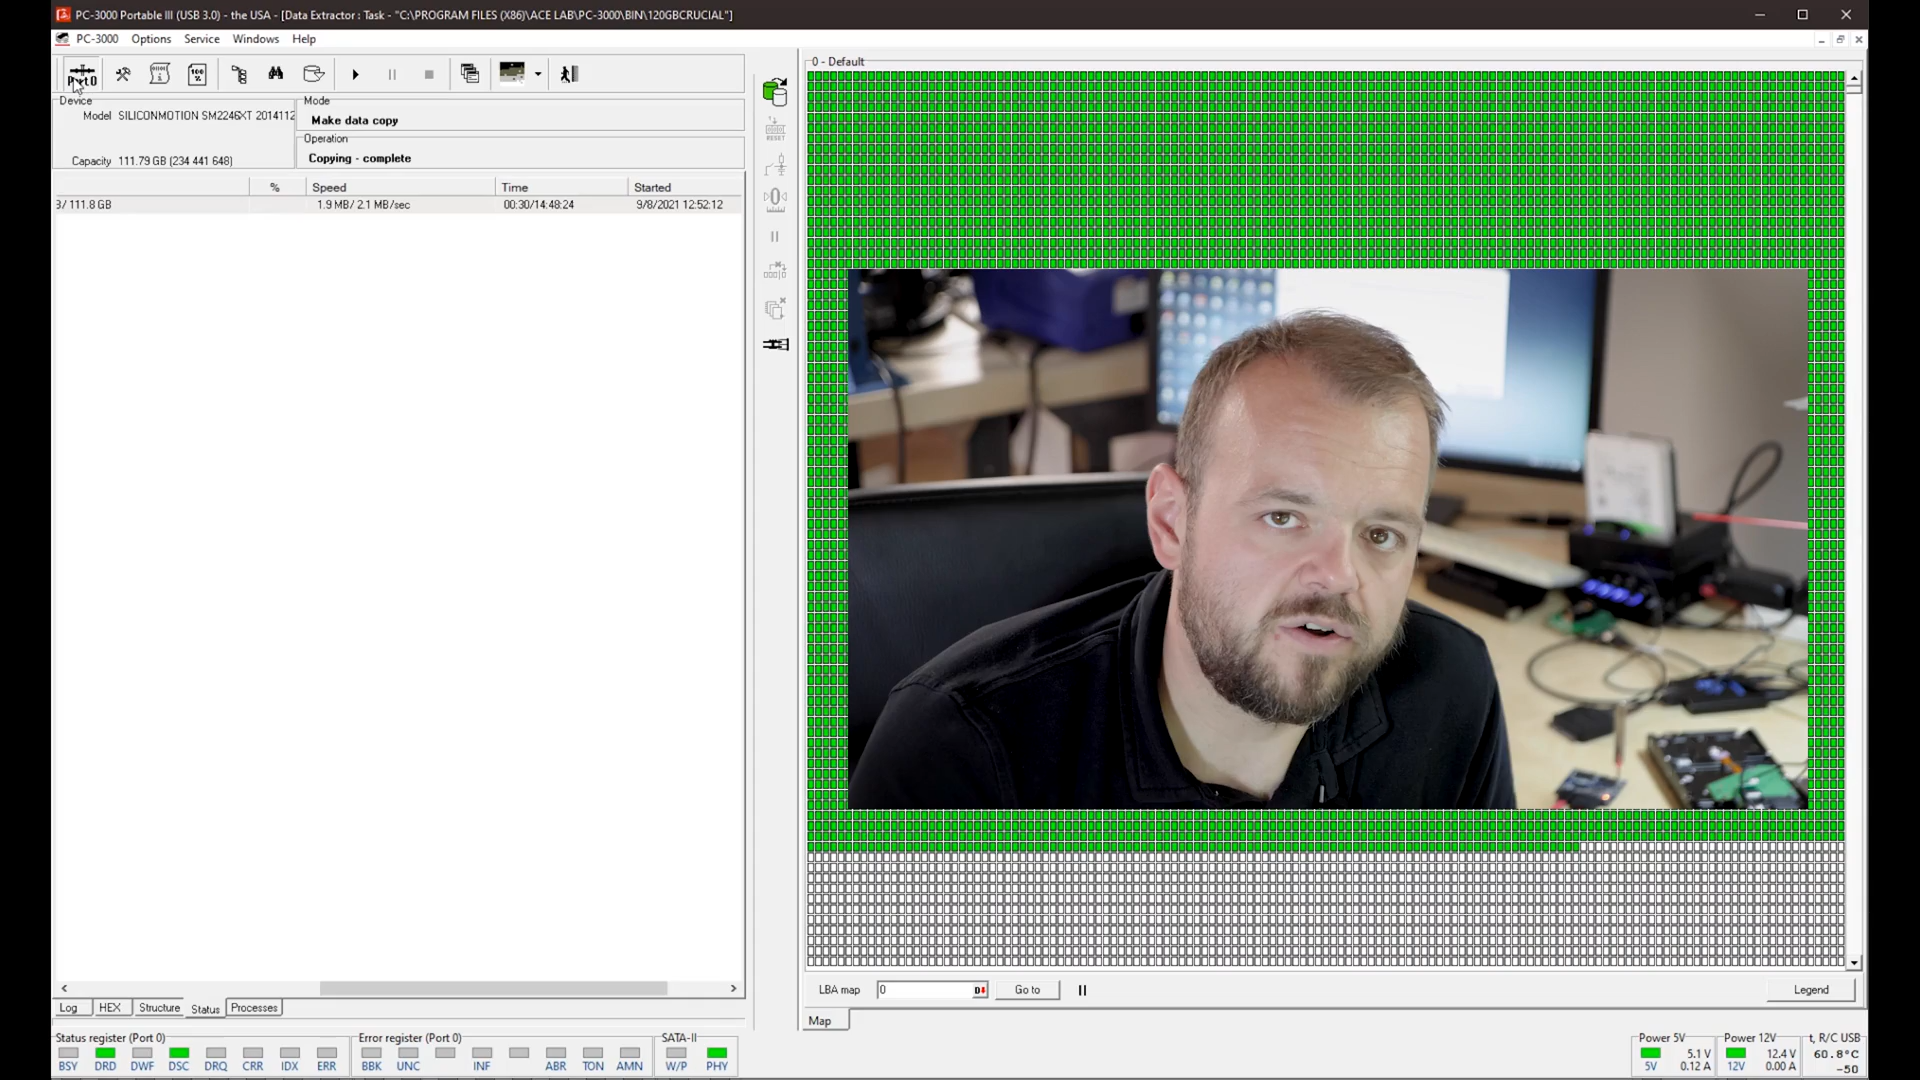 PC-3000 Portable III (USB 3.0) - the USA - [Data Extractor : Task - "C:\PROGRAM FILES (X86)\ACE LAB\PC-3000\BIN\120GBCRUCIAL"]
PC-3000 Options Service Windows Help
Port 0
Device
Model SILICONMOTION SM2246XT 2014112
Capacity 111.79 GB (234 441 648)
Mode
Make data copy
Operation
Copying - complete
% Speed Time Started
3/ 111.8 GB 1.9 MB/ 2.1 MB/sec 00:30/14:48:24 9/8/2021 12:52:12
RESET
0 - Default
LBA map 0 Go to Legend
Map
Log HEX Structure Status Processes
Status register (Port 0)
BSY DRD DWF DSC DRQ CRR IDX ERR
Error register (Port 0)
BBK UNC INF ABR TON AMN
SATA-II
W/P PHY
Power 5V
5.1 V
5V 0.12 A
Power 12V
12.4 V
12V 0.00 A
t, R/C USB
60.8°C
-50